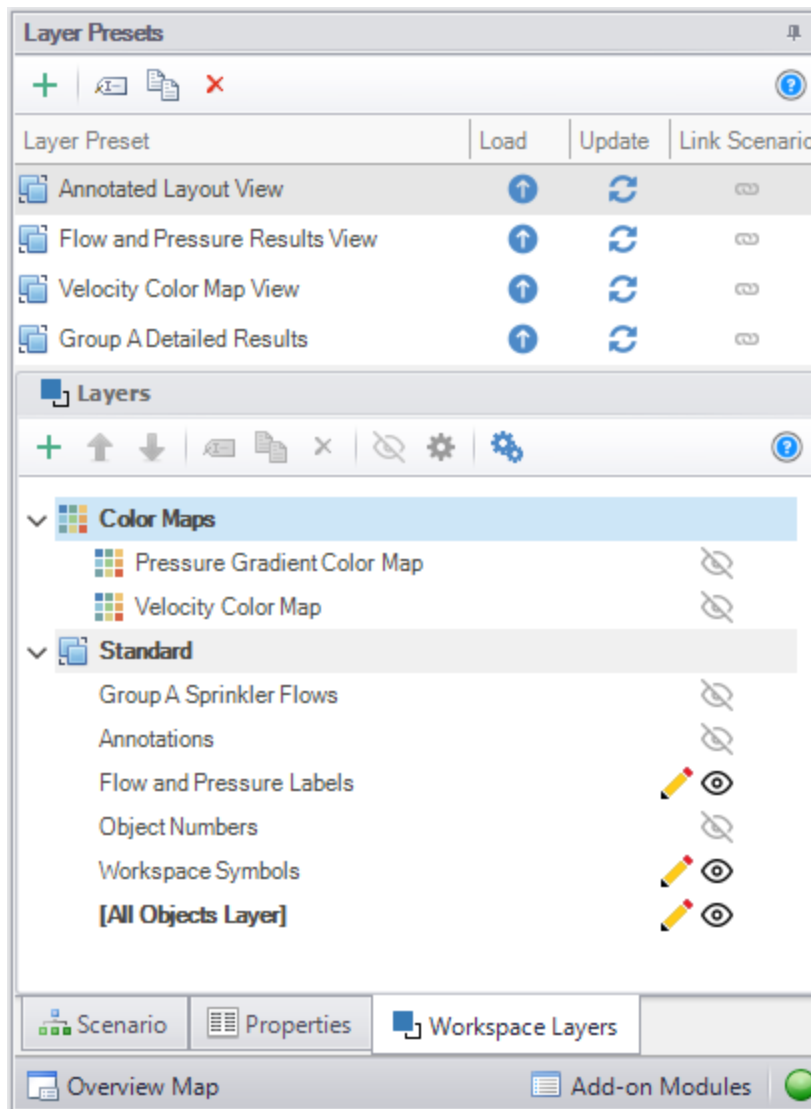 Layer Presets
Layer Preset Load Update Link Scenario
Annotated Layout View
Flow and Pressure Results View
Velocity Color Map View
Group A Detailed Results
Layers
Color Maps
Pressure Gradient Color Map
Velocity Color Map
Standard
Group A Sprinkler Flows
Annotations
Flow and Pressure Labels
Object Numbers
Workspace Symbols
[All Objects Layer]
Scenario Properties Workspace Layers
Overview Map Add-on Modules